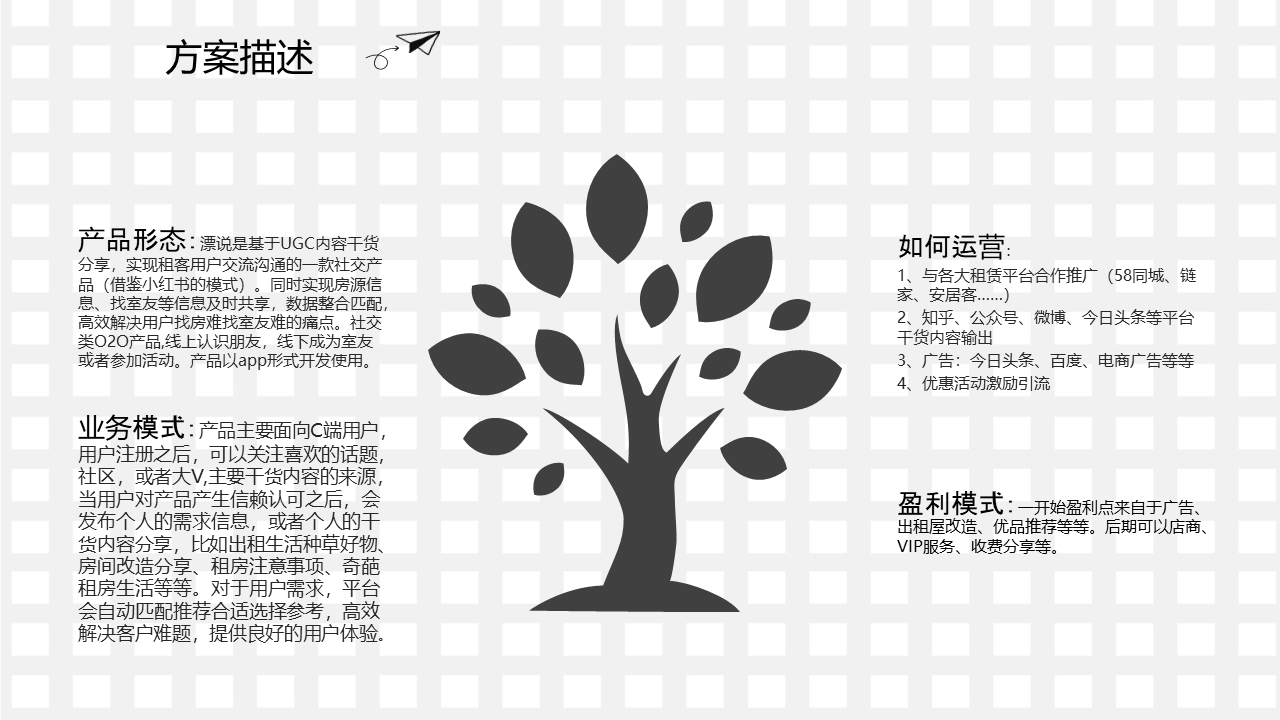 方案描述
产品形态：漂说是基于UGC内容干货
分享，实现租客用户交流沟通的一款社交产
品（借鉴小红书的模式）。同时实现房源信
息、找室友等信息及时共享，数据整合匹配，
高效解决用户找房难找室友难的痛点。社交
类O2O产品,线上认识朋友，线下成为室友
或者参加活动。产品以app形式开发使用。
业务模式：产品主要面向C端用户，
用户注册之后，可以关注喜欢的话题，
社区，或者大V,主要干货内容的来源，
当用户对产品产生信赖认可之后，会
发布个人的需求信息，或者个人的干
货内容分享，比如出租生活种草好物、
房间改造分享、租房注意事项、奇葩
租房生活等等。对于用户需求，平台
会自动匹配推荐合适选择参考，高效
解决客户难题，提供良好的用户体验。
如何运营：
1、与各大租赁平台合作推广（58同城、链
家、安居客……）
2、知乎、公众号、微博、今日头条等平台
干货内容输出
3、广告：今日头条、百度、电商广告等等
4、优惠活动激励引流
盈利模式：一开始盈利点来自于广告、
出租屋改造、优品推荐等等。后期可以店商、
VIP服务、收费分享等。